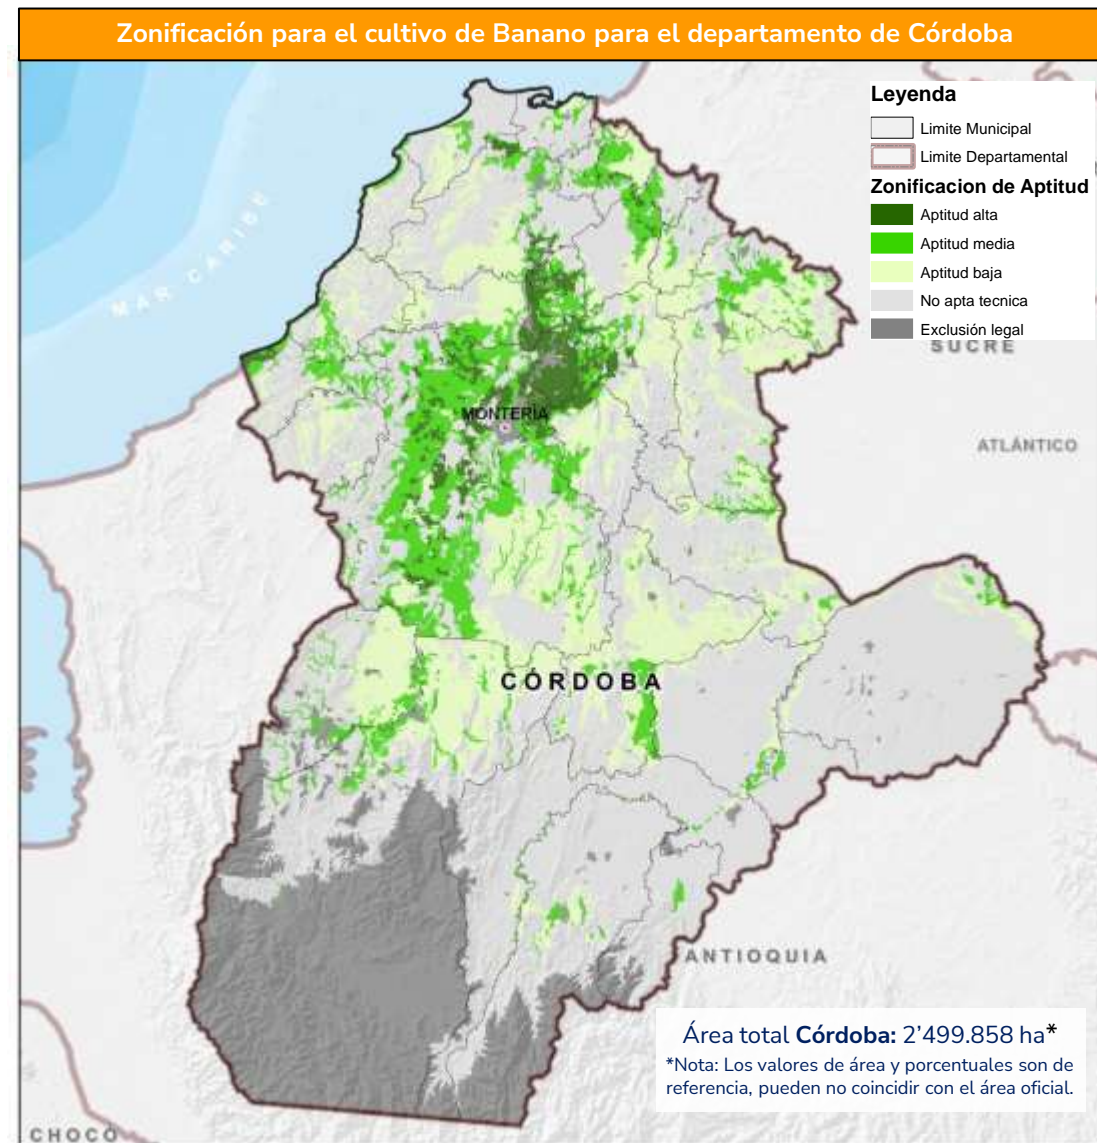 Zonificación para el cultivo de Banano para el departamento de Córdoba
Leyenda
Limite Municipal
Limite Departamental
Zonificacion de Aptitud
Aptitud alta
Aptitud media
Aptitud baja
No apta tecnica
Exclusión legal
MAR CARIBE
SUCRE
MONTERÍA
ATLÁNTICO
CÓRDOBA
ANTIOQUIA
Área total Córdoba: 2’499.858 ha*
*Nota: Los valores de área y porcentuales son de
referencia, pueden no coincidir con el área oficial.
CHOCÓ